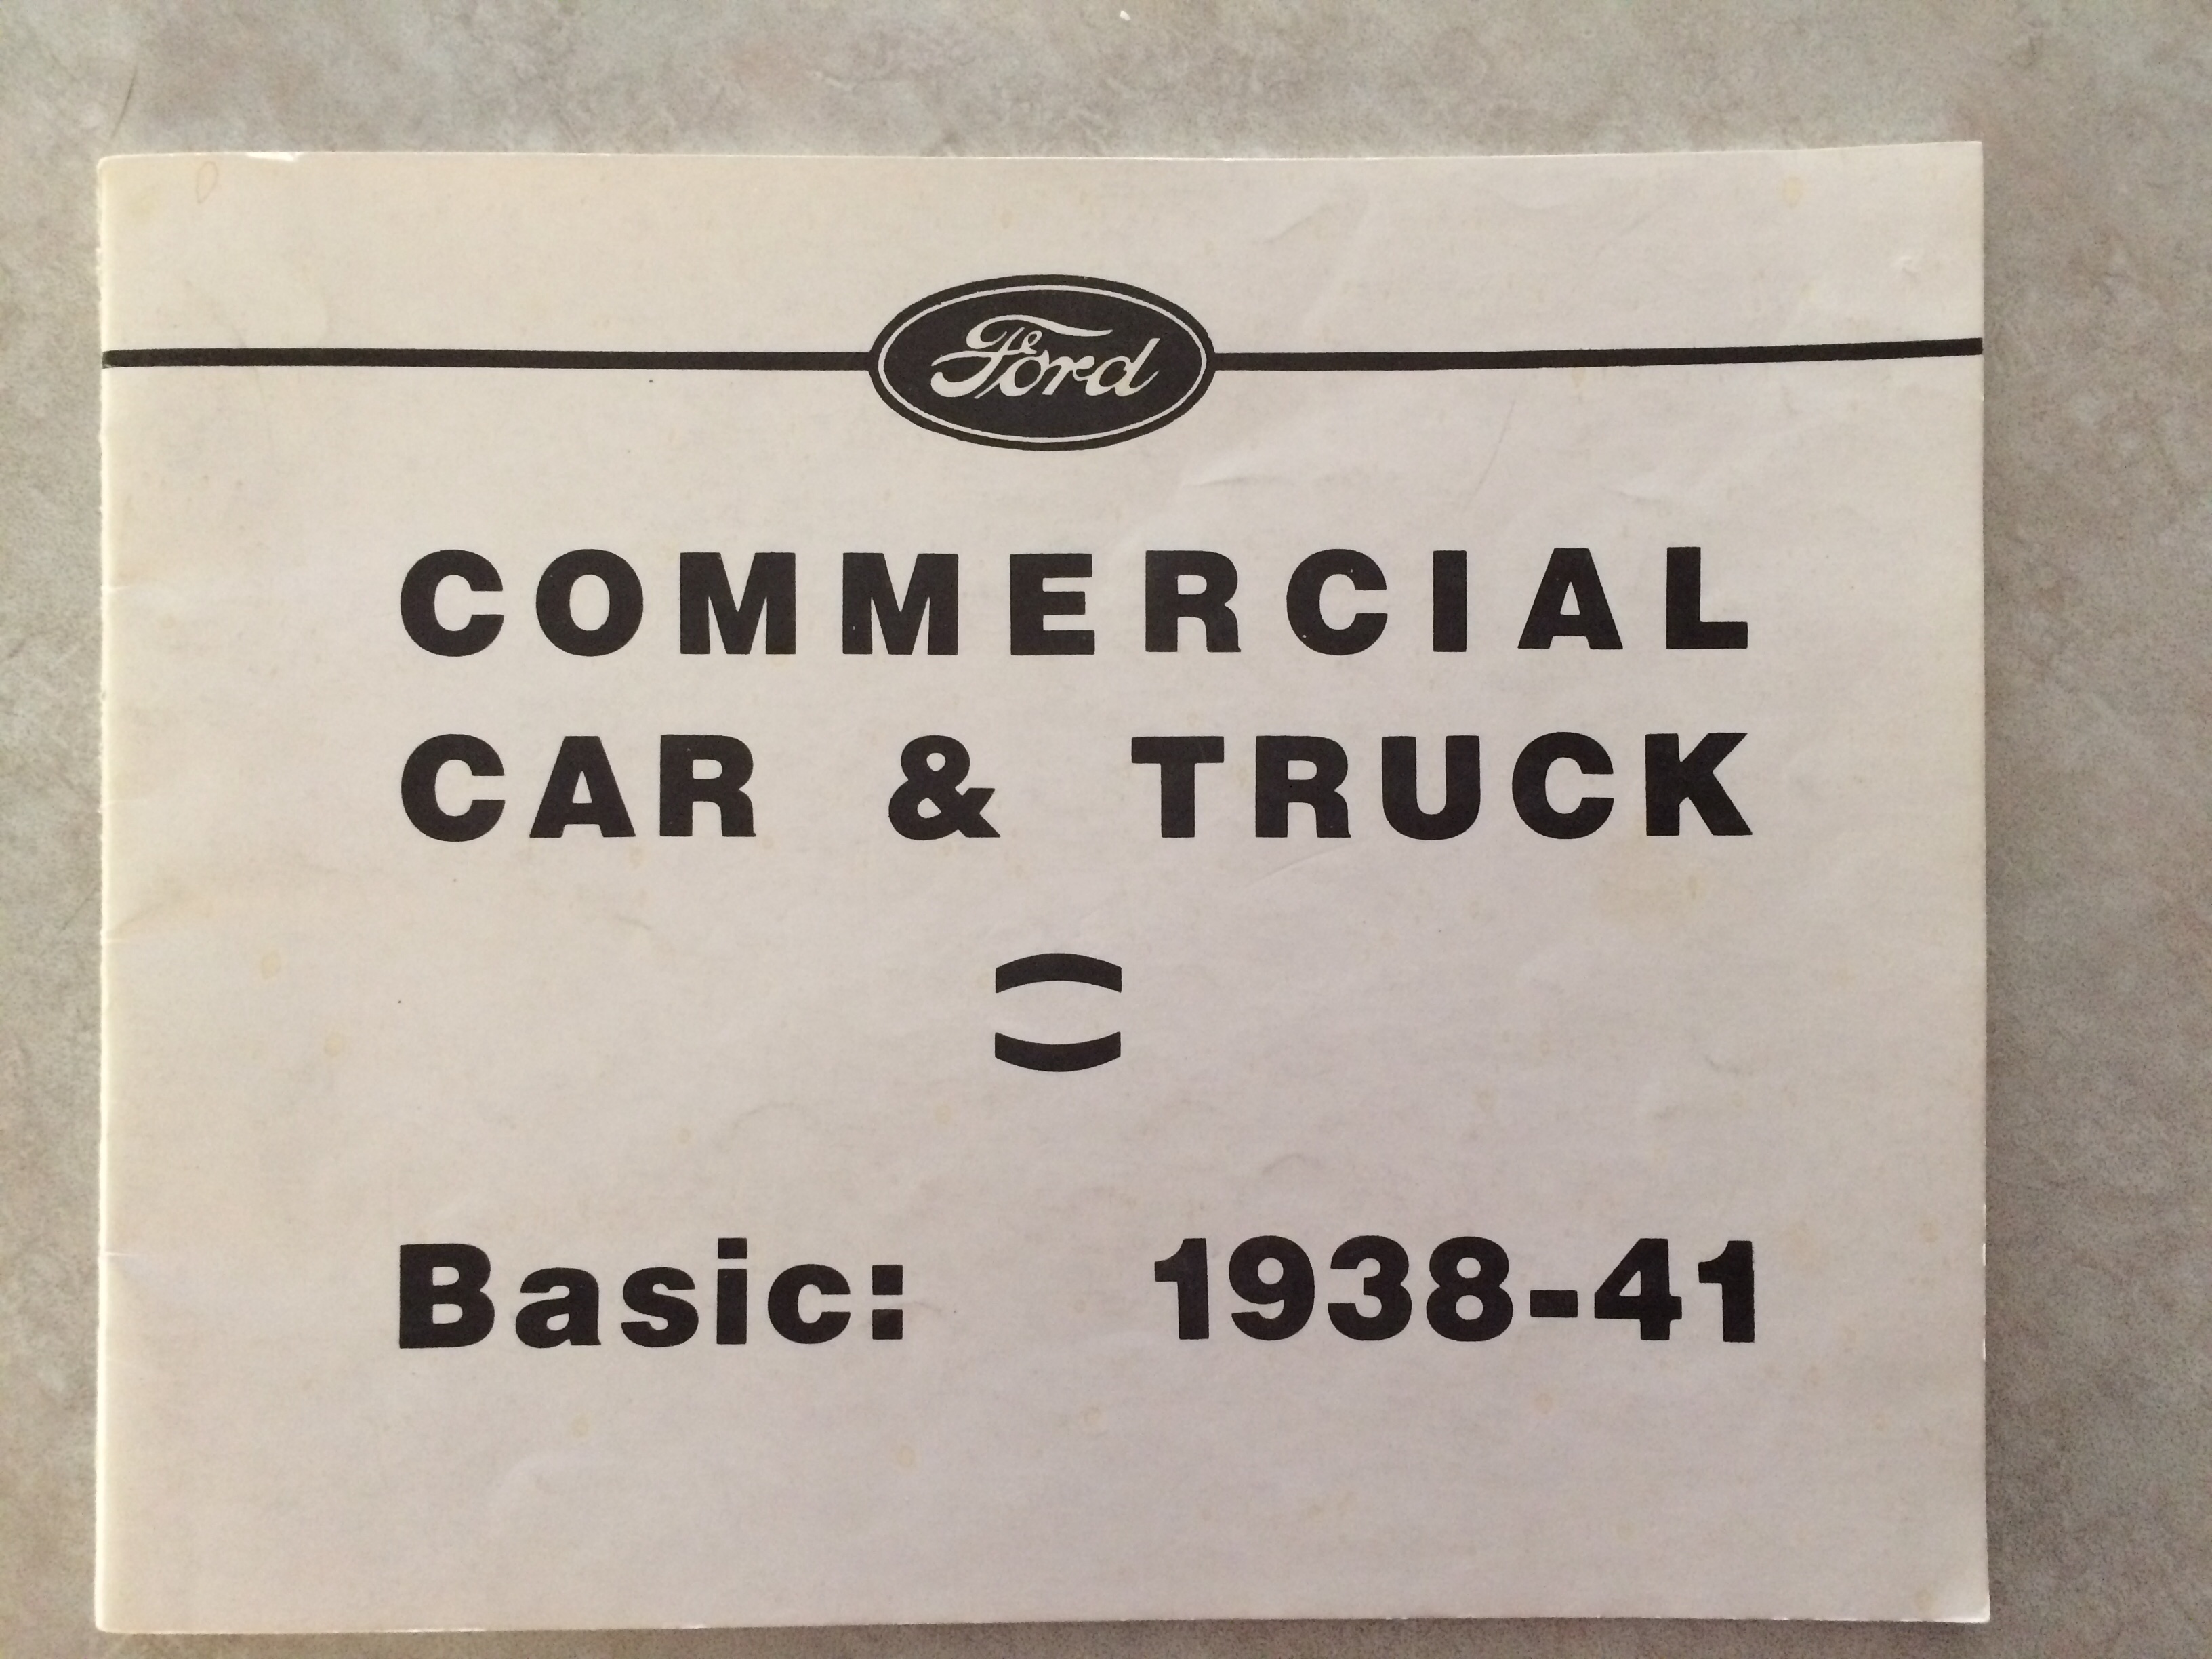 Ford
COMMERCIAL
CAR & TRUCK
Basic: 1938-41